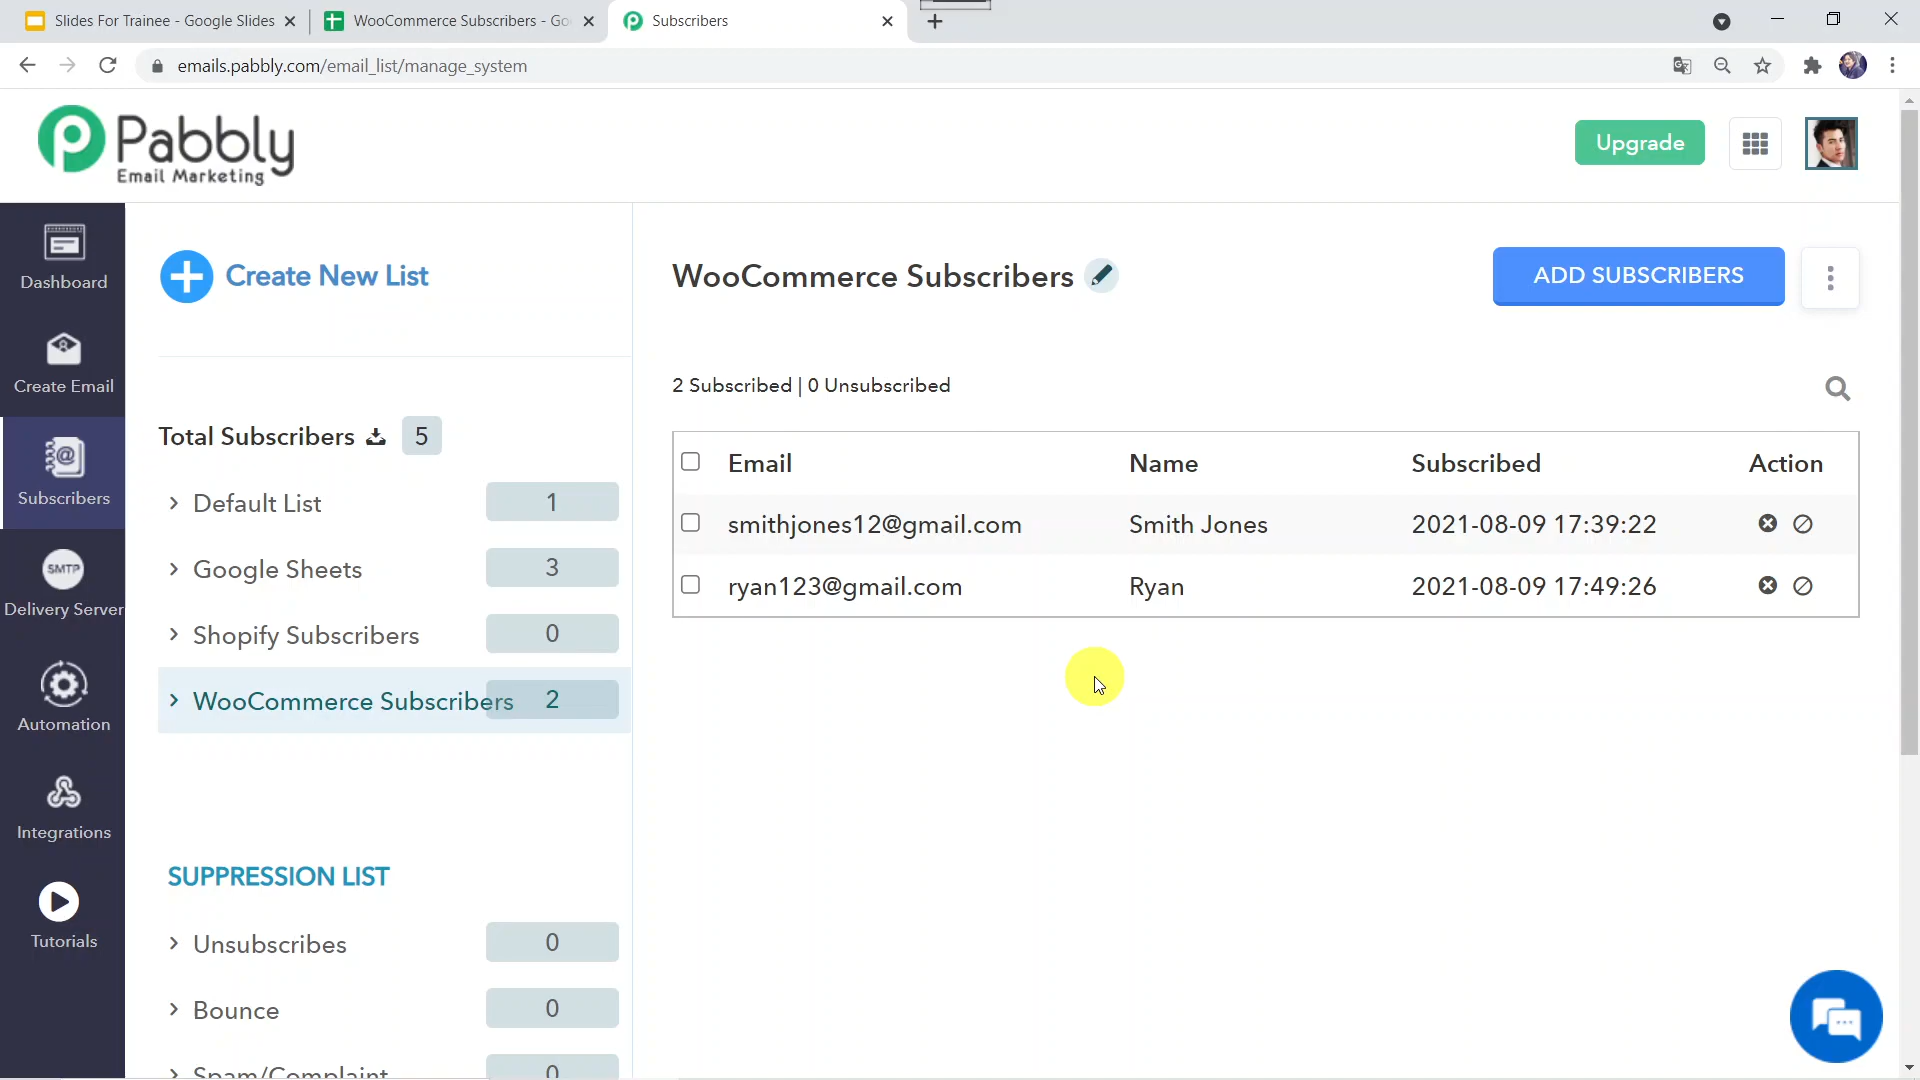 Slides For Trainee - Google Slides
WooCommerce Subscribers - Go
Subscribers
emails.pabbly.com/email_list/manage_system
Pabbly
Email Marketing
Upgrade
Dashboard
Create Email
Subscribers
SMTP
Delivery Server
Automation
Integrations
Tutorials
Create New List
Total Subscribers 5
Default List 1
Google Sheets 3
Shopify Subscribers 0
WooCommerce Subscribers 2
SUPPRESSION LIST
Unsubscribes 0
Bounce 0
Spam/Complaint 0
WooCommerce Subscribers
ADD SUBSCRIBERS
2 Subscribed | 0 Unsubscribed
Email Name Subscribed Action
smithjones12@gmail.com Smith Jones 2021-08-09 17:39:22
ryan123@gmail.com Ryan 2021-08-09 17:49:26